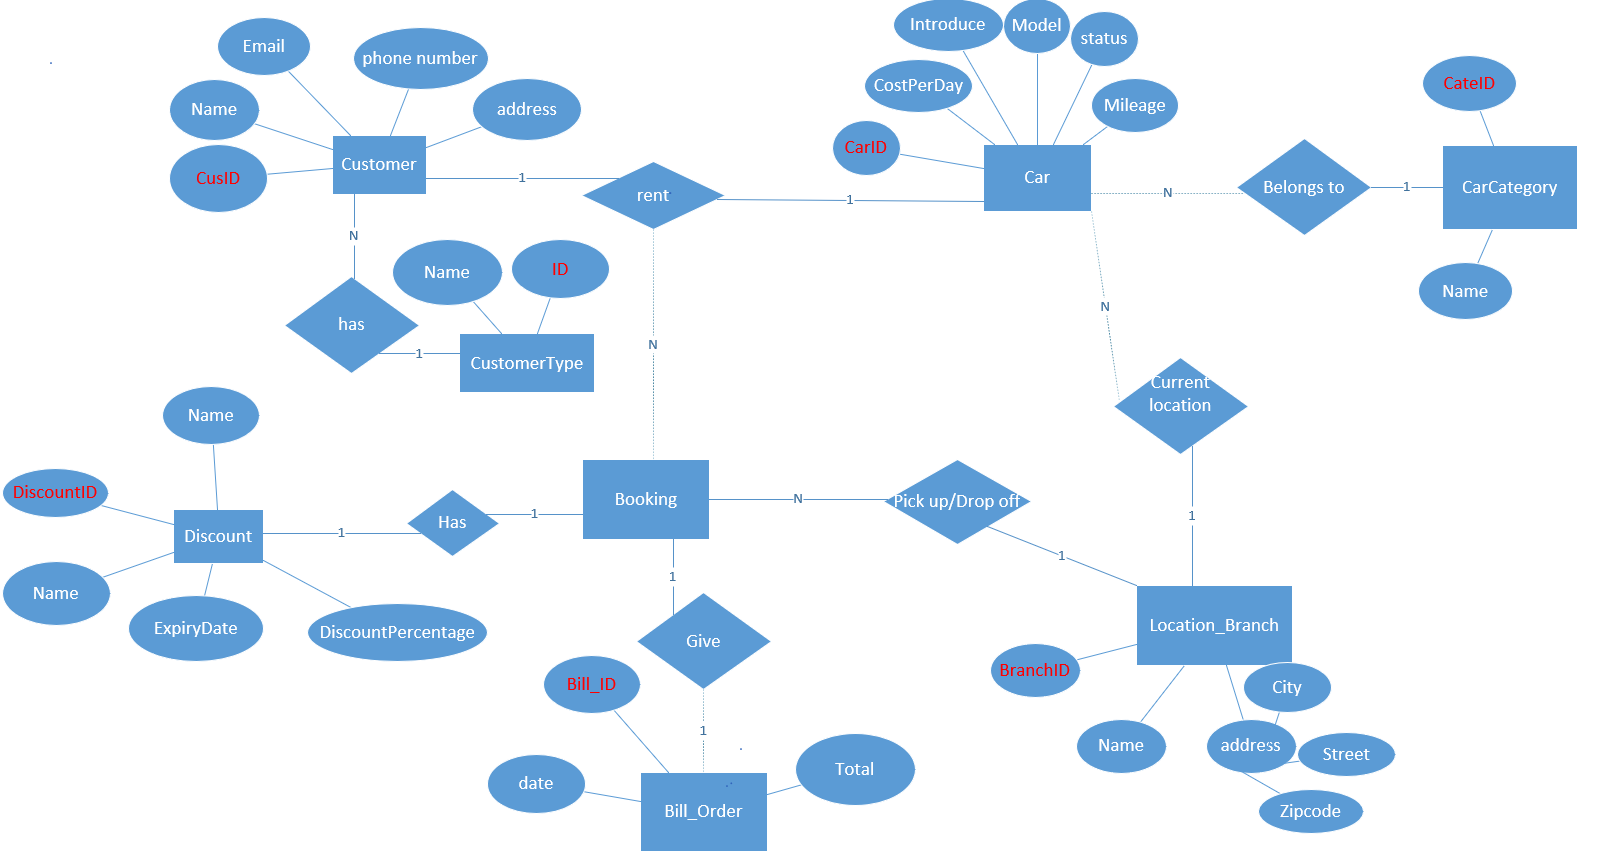 Introduce
Model
status
Email
phone number
CostPerDay
CateID
Name
address
Mileage
CusID
Customer
CarID
Car
1
rent
1
N
Belongs to
1
CarCategory
N
Name
ID
Name
N
has
1
CustomerType
N
Current
location
Name
DiscountID
Discount
1
Has
1
Booking
N
Pick up/Drop off
1
1
Name
ExpiryDate
DiscountPercentage
1
Give
Location_Branch
BranchID
City
Bill_ID
1
Name
address
Street
date
Total
Bill_Order
Zipcode